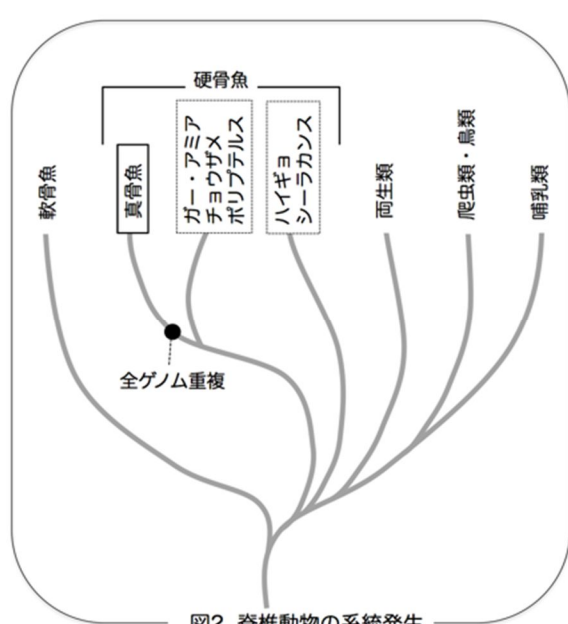 硬骨魚
軟骨魚
真骨魚
ガー・アミア
チョウザメ
ポリプテルス
ハイギョ
シーラカンス
両生類
爬虫類・鳥類
哺乳類
全ゲノム重複
図2 脊椎動物の系統発生